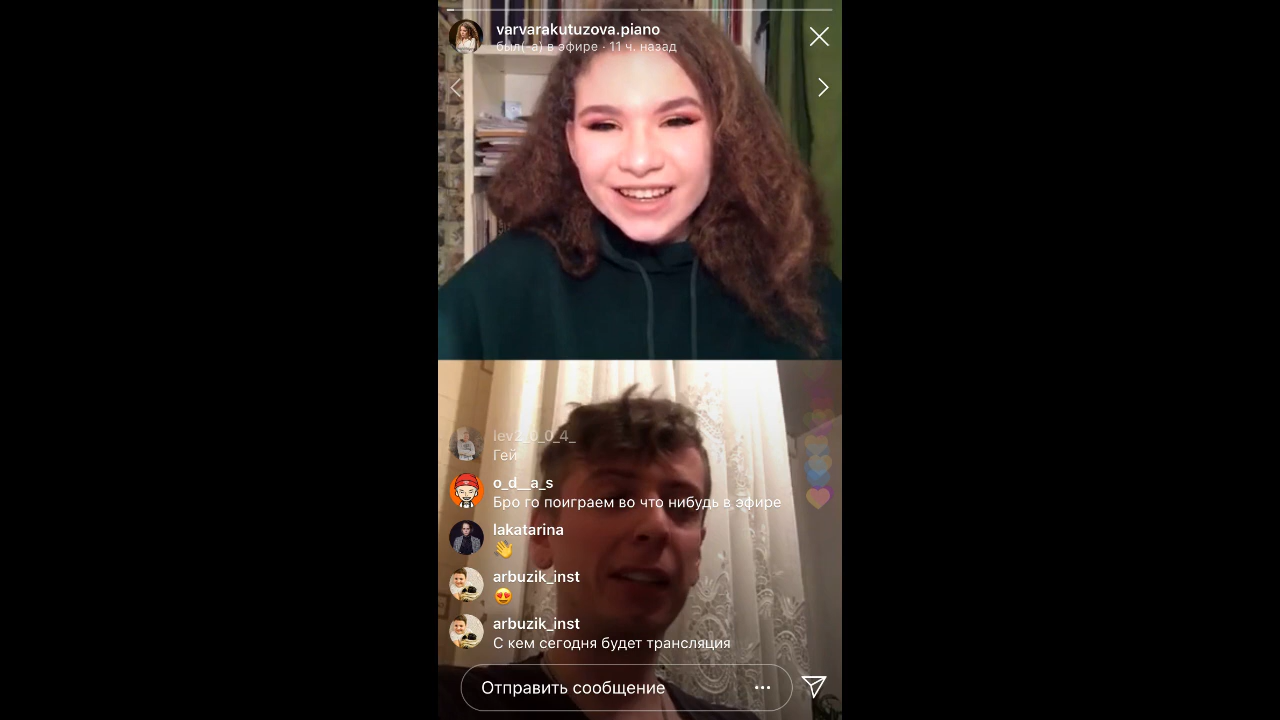 varvarakutuzova.piano
был(-а) в эфире · 11 ч. назад
lev2_0_0_4_
Гей
o_d__a_s
Бро го поиграем во что нибудь в эфире
lakatarina
👋
arbuzik_inst
😍
arbuzik_inst
С кем сегодня будет трансляция
Отправить сообщение